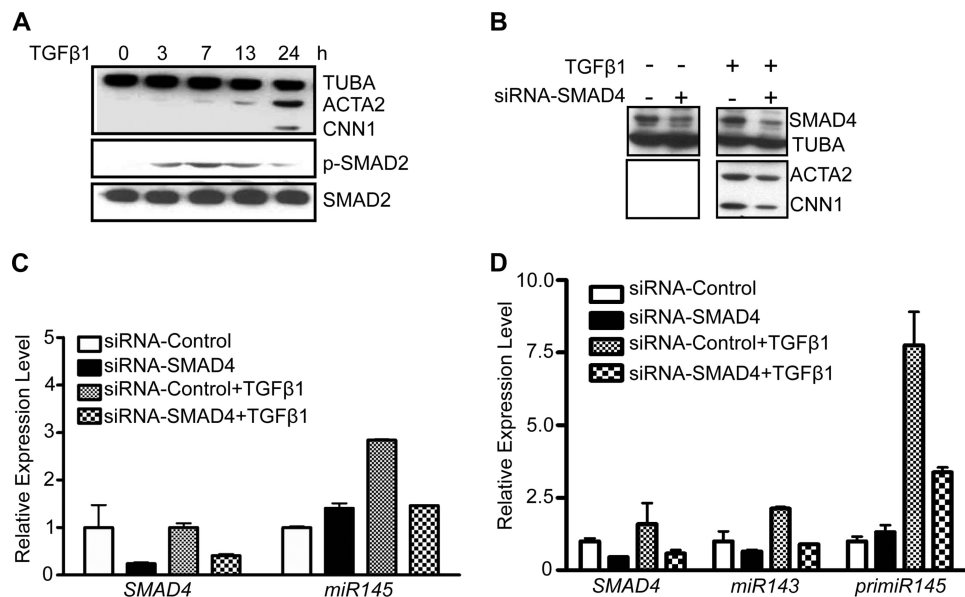 A
TGFβ1 0 3 7 13 24 h
TUBA
ACTA2
CNN1
p-SMAD2
SMAD2
B
TGFβ1 - - + +
siRNA-SMAD4 - + - +
SMAD4
TUBA
ACTA2
CNN1
C
Relative Expression Level
5
4
3
2
1
0
siRNA-Control
siRNA-SMAD4
siRNA-Control+TGFβ1
siRNA-SMAD4+TGFβ1
SMAD4 miR145
D
Relative Expression Level
10.0
7.5
5.0
2.5
0
siRNA-Control
siRNA-SMAD4
siRNA-Control+TGFβ1
siRNA-SMAD4+TGFβ1
SMAD4 miR143 primiR145